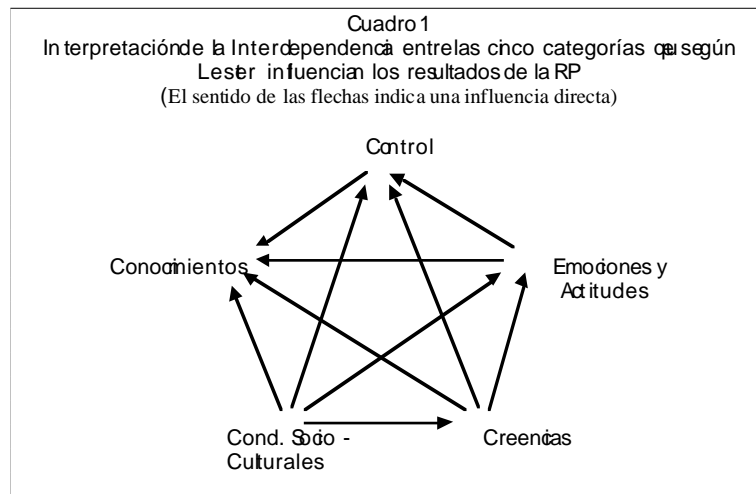 Cuadro 1
Interpretación de la Interdependencia entre las cinco categorías que según
Lester influencian los resultados de la RP
(El sentido de las flechas indica una influencia directa)
Control
Conocimientos
Emociones y
Actitudes
Cond. Socio -
Culturales
Creencias